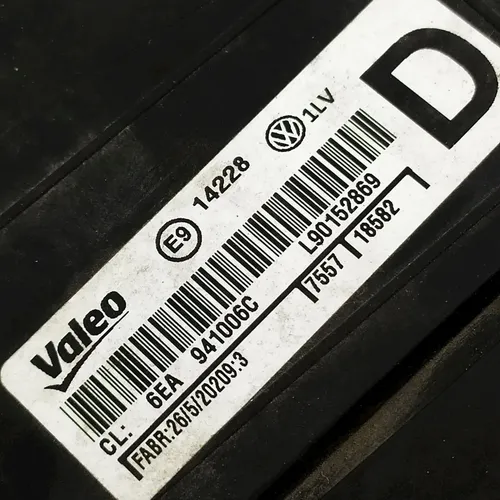 D
1LV
E9 14228
Valeo
L90152869
CL: 6EA 941006C
7557 18582
FABR:26/5/20209:3